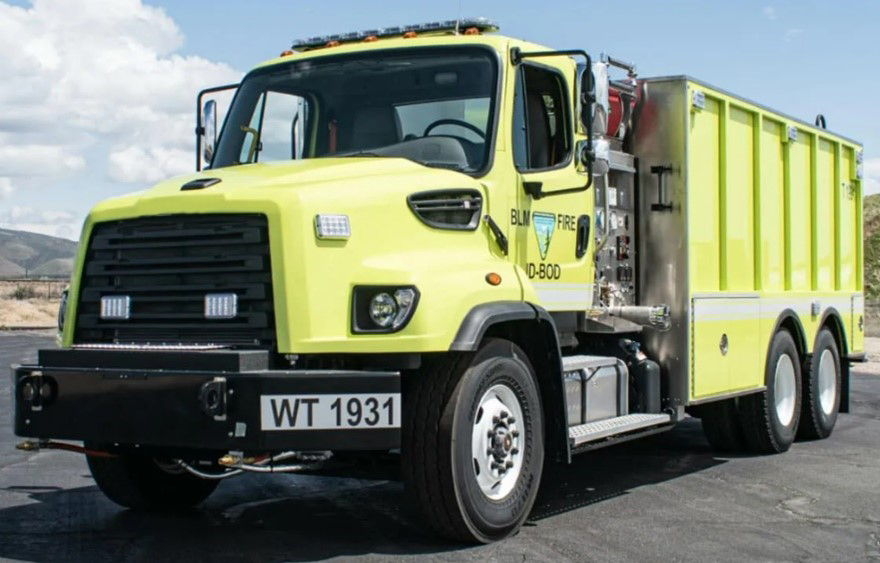 BLM FIRE
ID-BOD
WT 1931